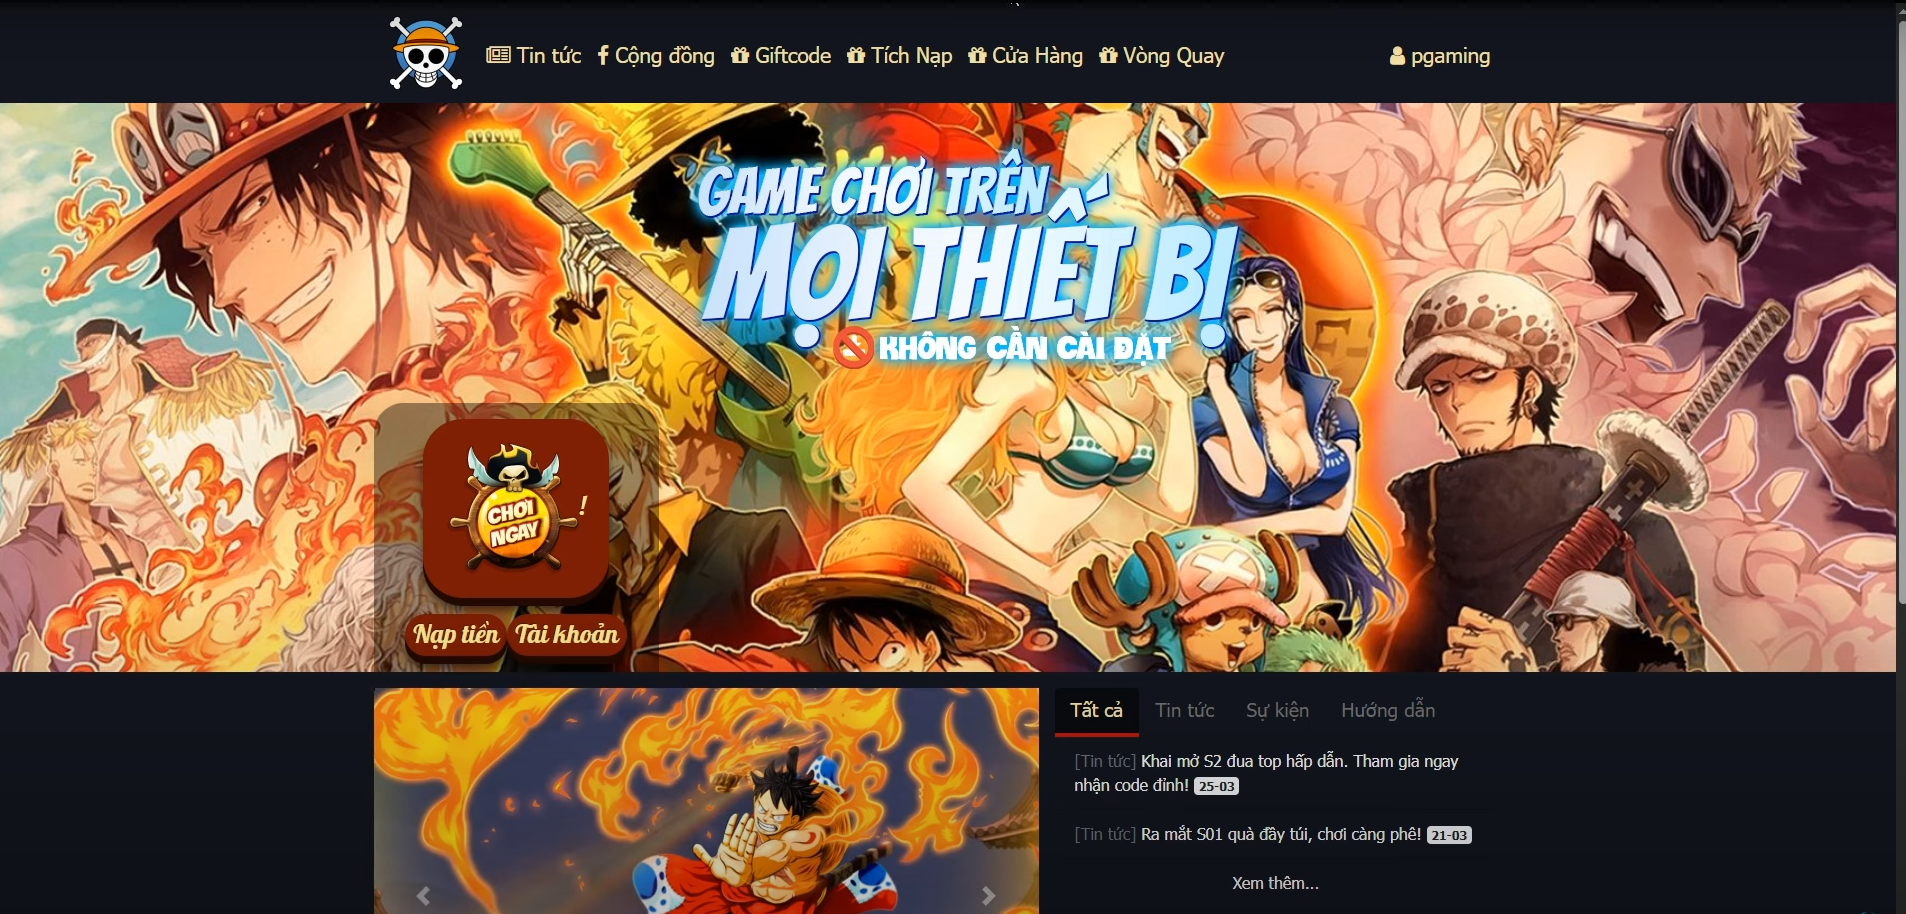 Tin tức Cộng đồng Giftcode Tích Nạp Cửa Hàng Vòng Quay pgaming
GAME CHƠI TRÊN
MỌI THIẾT BỊ
KHÔNG CẦN CÀI ĐẶT
CHƠI
NGAY
!
Nạp tiền Tài khoản
Tất cả Tin tức Sự kiện Hướng dẫn
[Tin tức] Khai mở S2 đua top hấp dẫn. Tham gia ngay
nhận code đỉnh! 25-03
[Tin tức] Ra mắt S01 quà đầy túi, chơi càng phê! 21-03
Xem thêm...